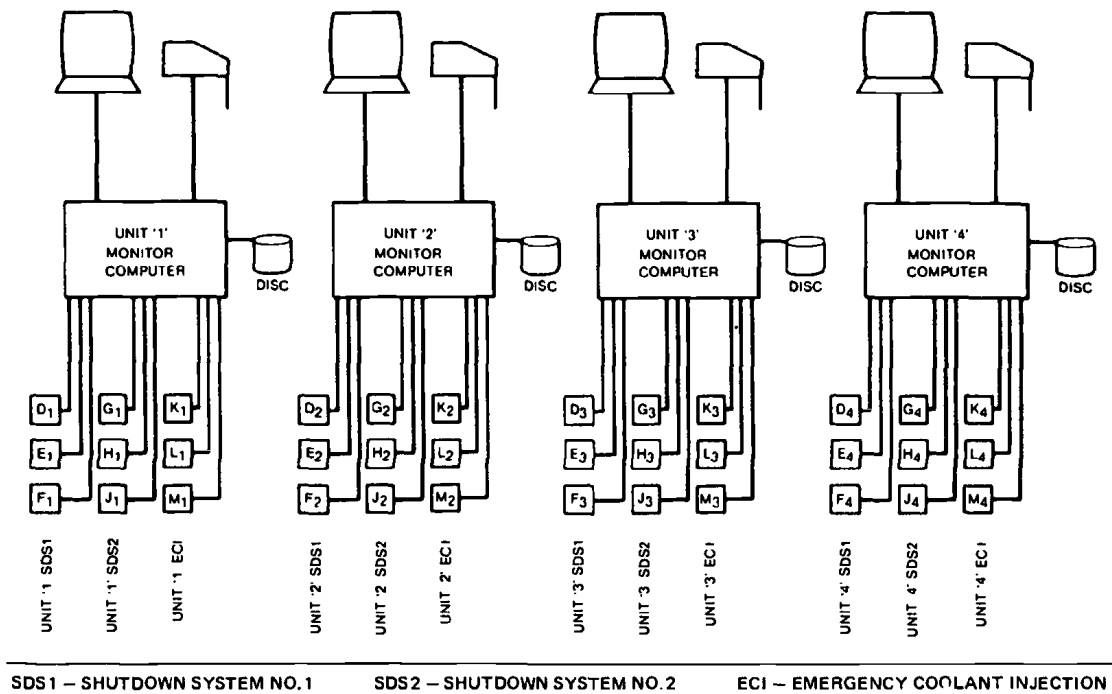 UNIT '1'
MONITOR
COMPUTER
DISC
D1
G1
K1
E1
H1
L1
F1
J1
M1
UNIT '1 SDS1
UNIT '1' SDS2
UNIT '1 ECI
UNIT '2'
MONITOR
COMPUTER
DISC
D2
G2
K2
E2
H2
L2
F2
J2
M2
UNIT '2' SDS1
UNIT '2 SDS2
UNIT 2' ECI
UNIT '3'
MONITOR
COMPUTER
DISC
D3
G3
K3
E3
H3
L3
F3
J3
M3
UNIT '3' SDS1
UNIT '3 SDS2
UNIT '3' ECI
UNIT '4'
MONITOR
COMPUTER
DISC
D4
G4
K4
E4
H4
L4
F4
J4
M4
UNIT '4' SDS1
UNIT 4' SDS2
UNIT '4' ECI
SDS1 – SHUTDOWN SYSTEM NO.1 SDS2 – SHUTDOWN SYSTEM NO.2 ECI – EMERGENCY COOLANT INJECTION